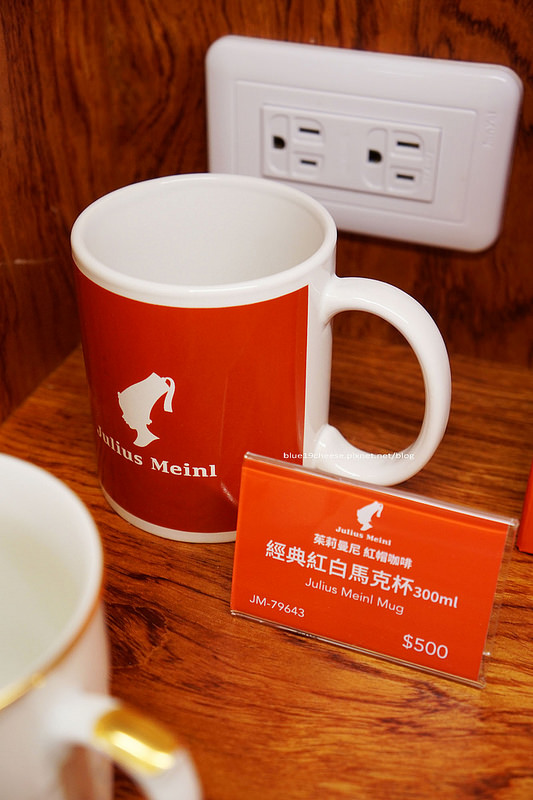 Julius Meinl
blue19cheese.pixnet.net/blog
Julius Meinl
茱莉曼尼 紅帽咖啡
經典紅白馬克杯300ml
Julius Meinl Mug
JM-79643
$500